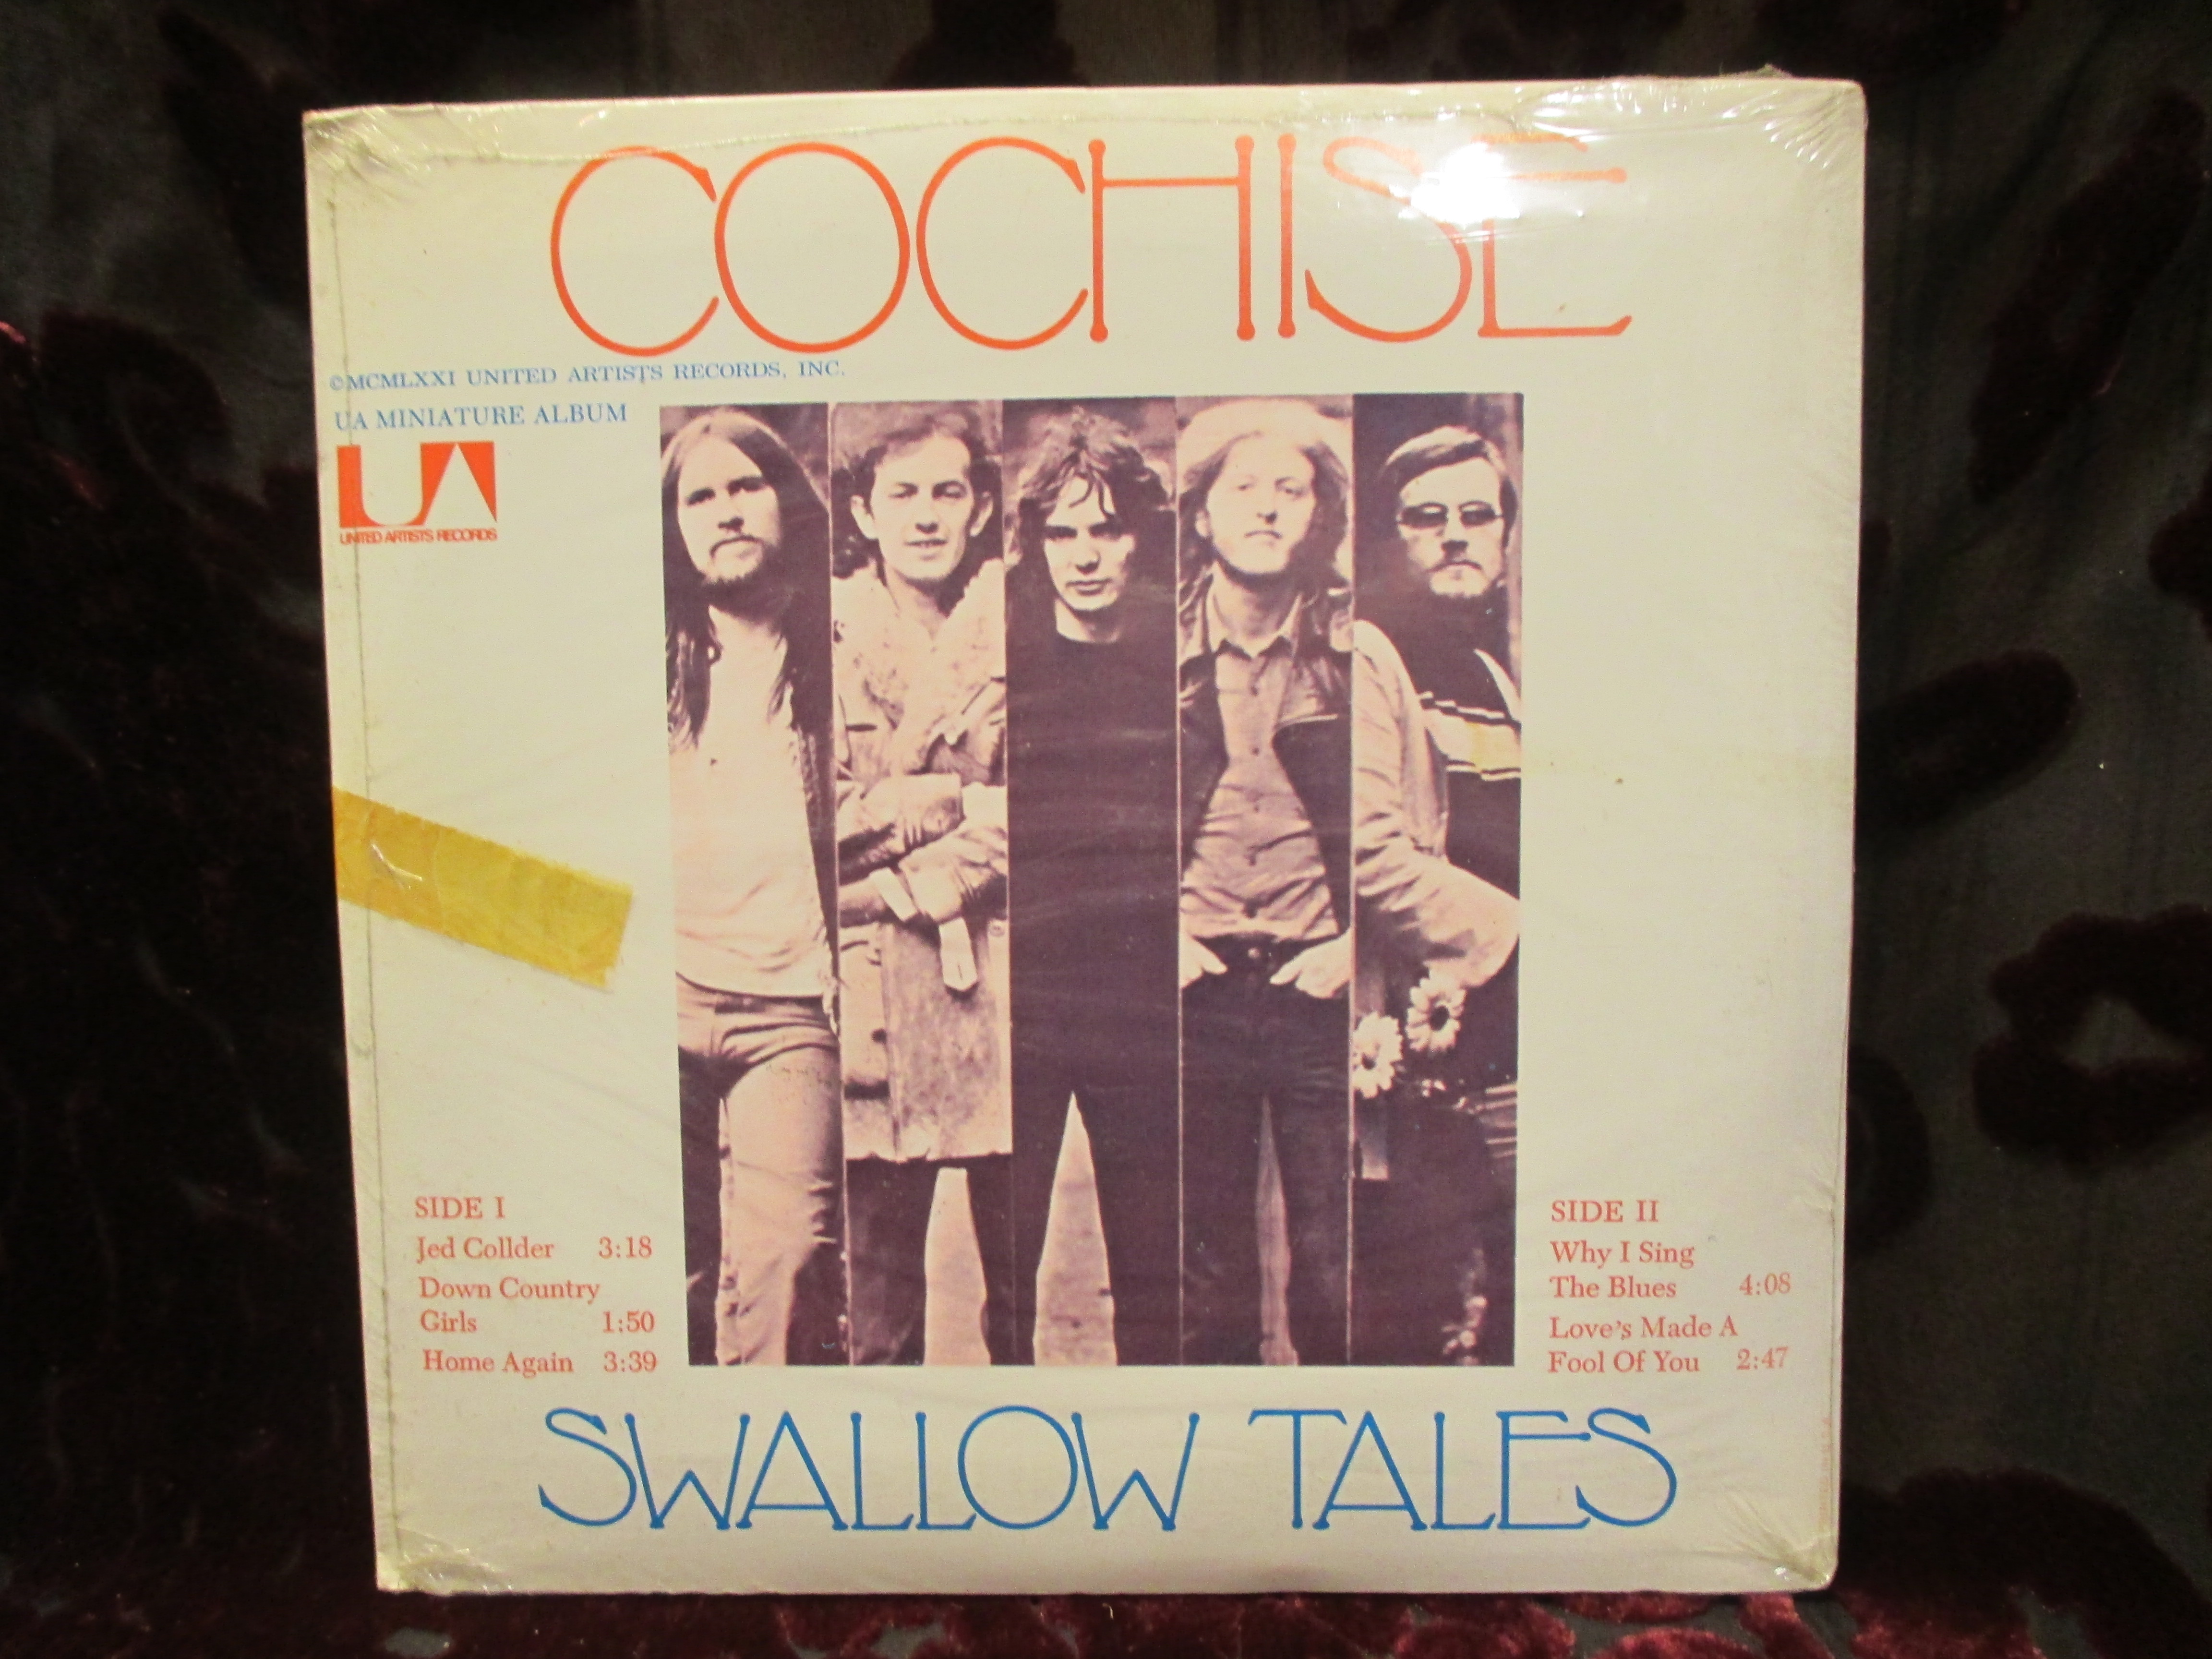 COCHISE
©MCMLXXI UNITED ARTISTS RECORDS, INC.
UA MINIATURE ALBUM
UA
UNITED ARTISTS RECORDS
SIDE I
Jed Collder 3:18
Down Country
Girls 1:50
Home Again 3:39
SIDE II
Why I Sing
The Blues 4:08
Love's Made A
Fool Of You 2:47
SWALLOW TALES